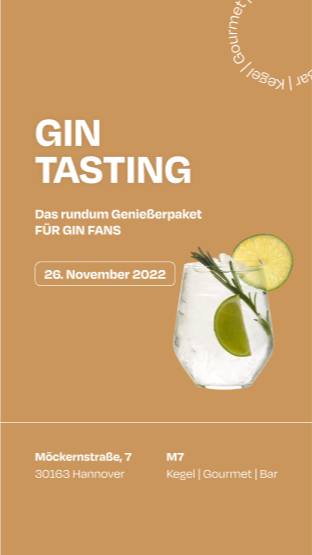 Bar | Kegel | Gourmet
GIN
TASTING
Das rundum Genießerpaket
FÜR GIN FANS
26. November 2022
Möckernstraße, 7
30163 Hannover
M7
Kegel | Gourmet | Bar